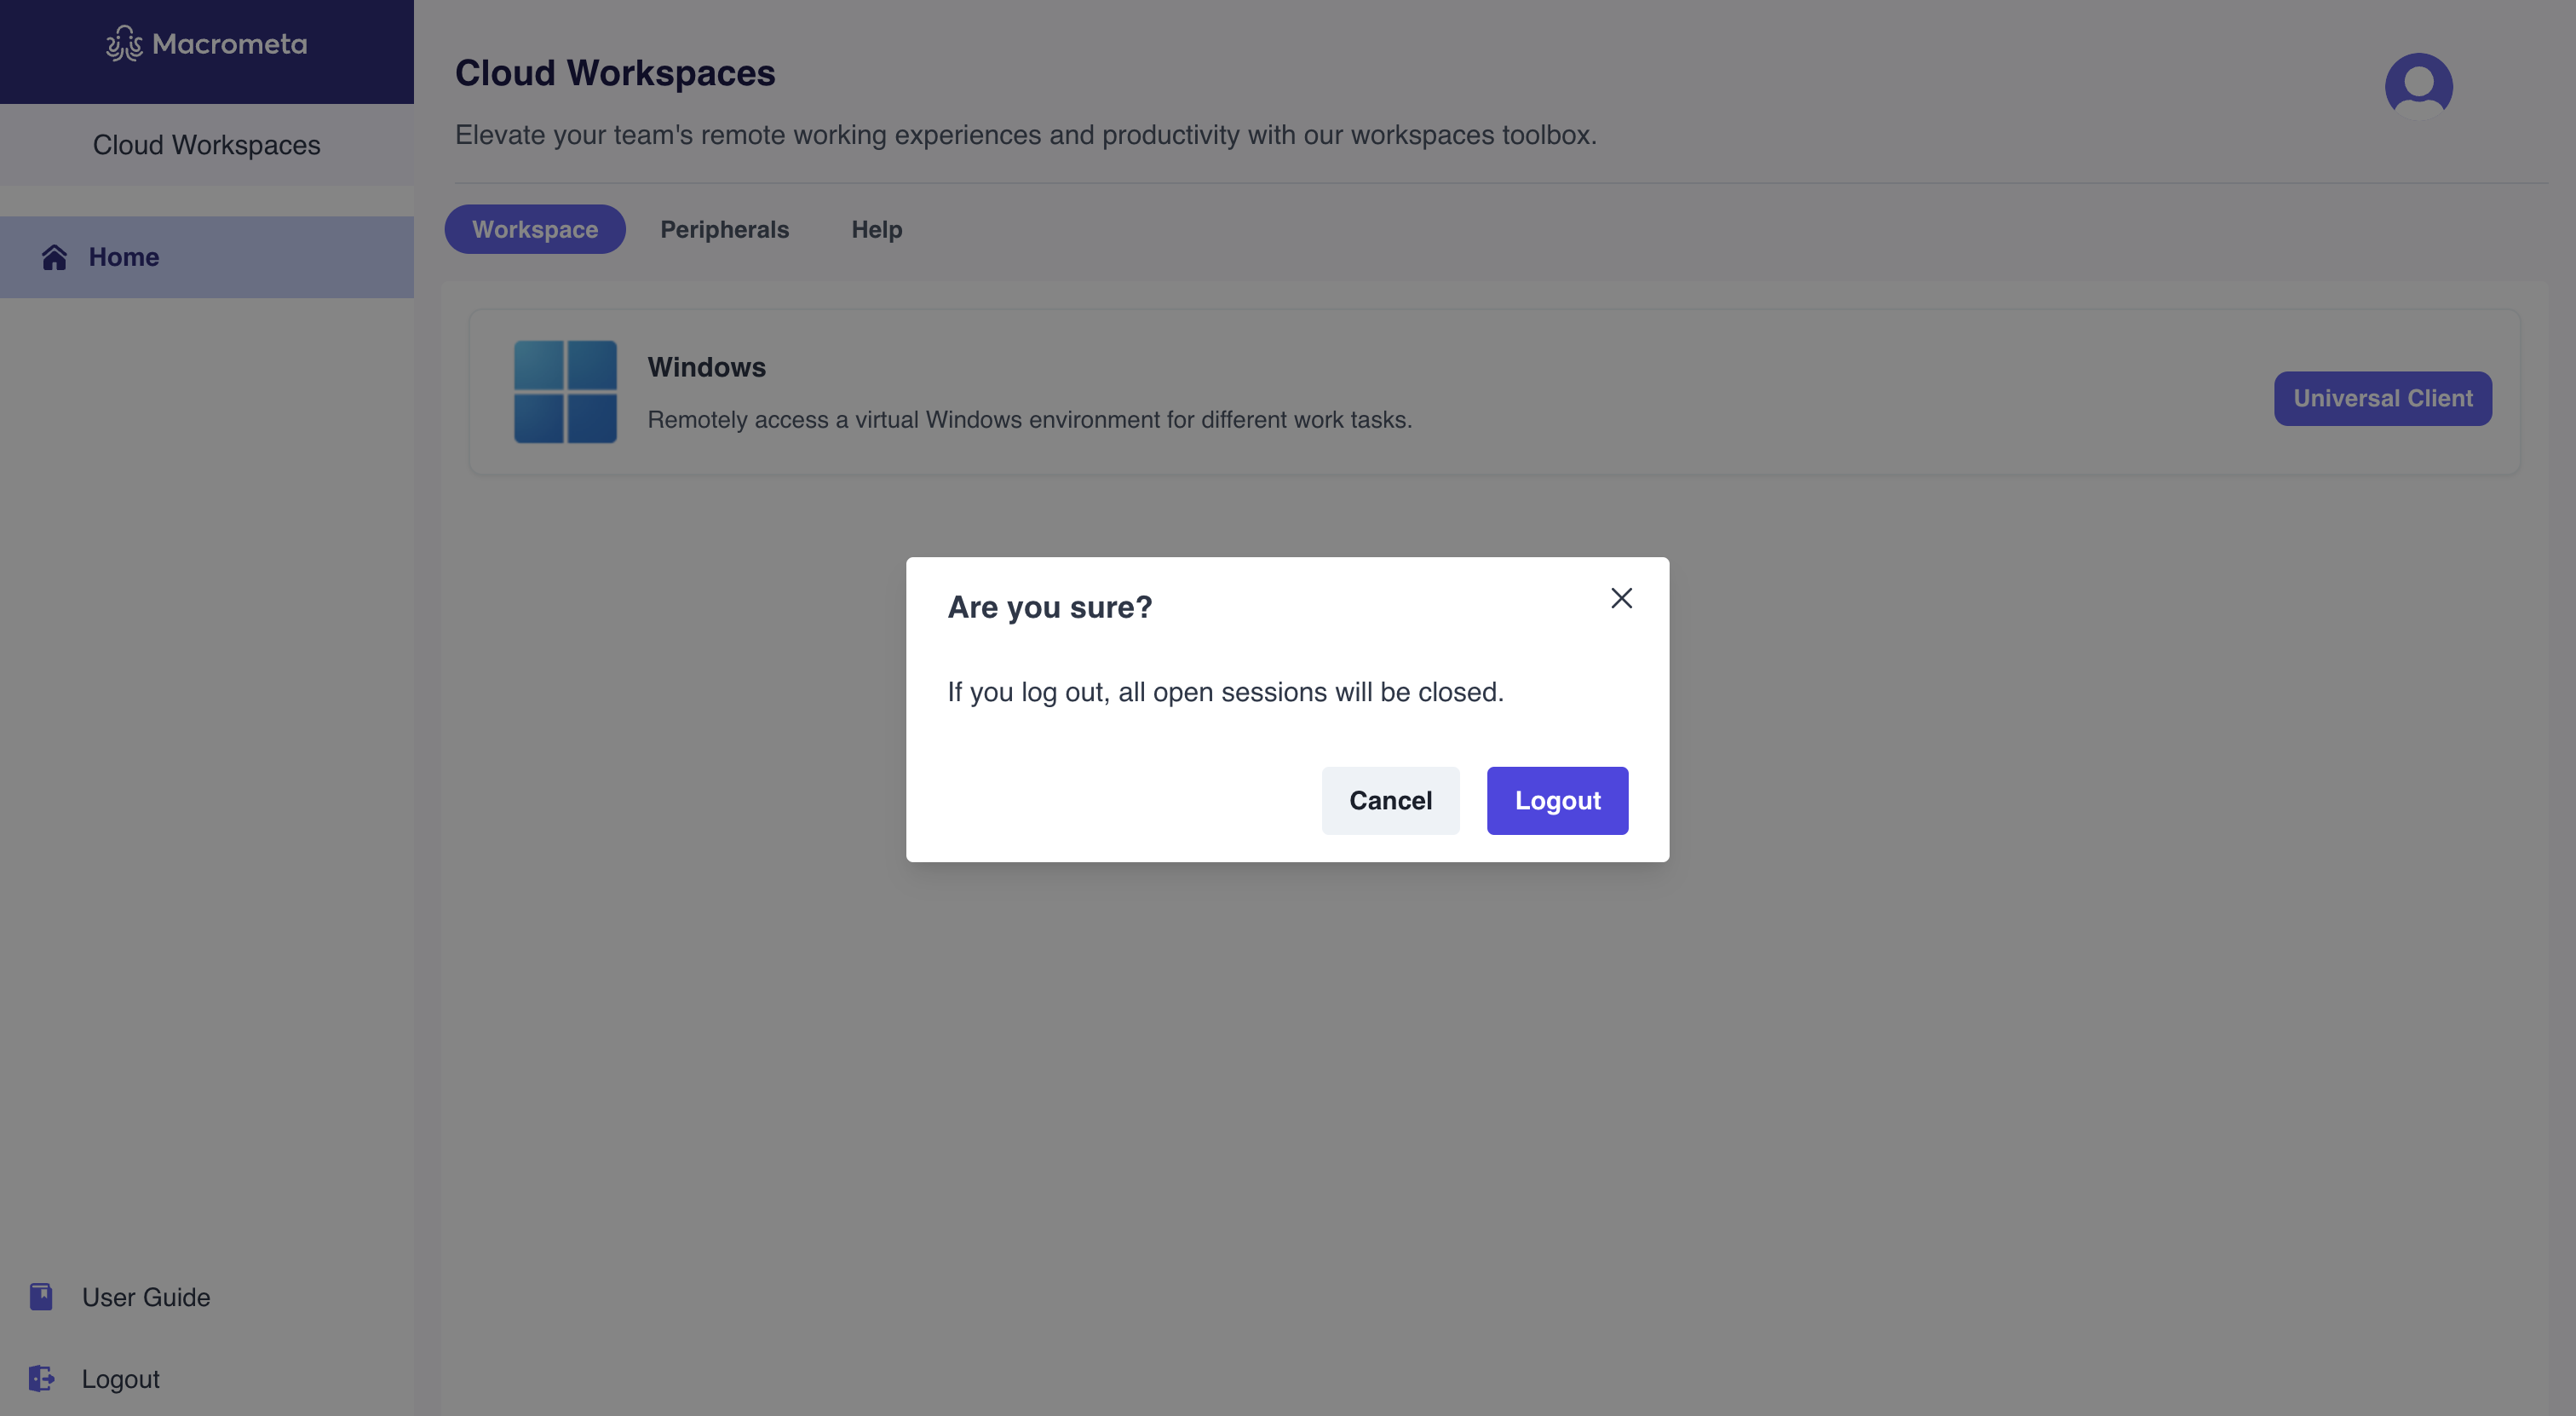 Macrometa
Cloud Workspaces
Home
User Guide
Logout
Cloud Workspaces
Elevate your team's remote working experiences and productivity with our workspaces toolbox.
Workspace Peripherals Help
Windows
Remotely access a virtual Windows environment for different work tasks.
Universal Client
Are you sure?
If you log out, all open sessions will be closed.
Cancel Logout